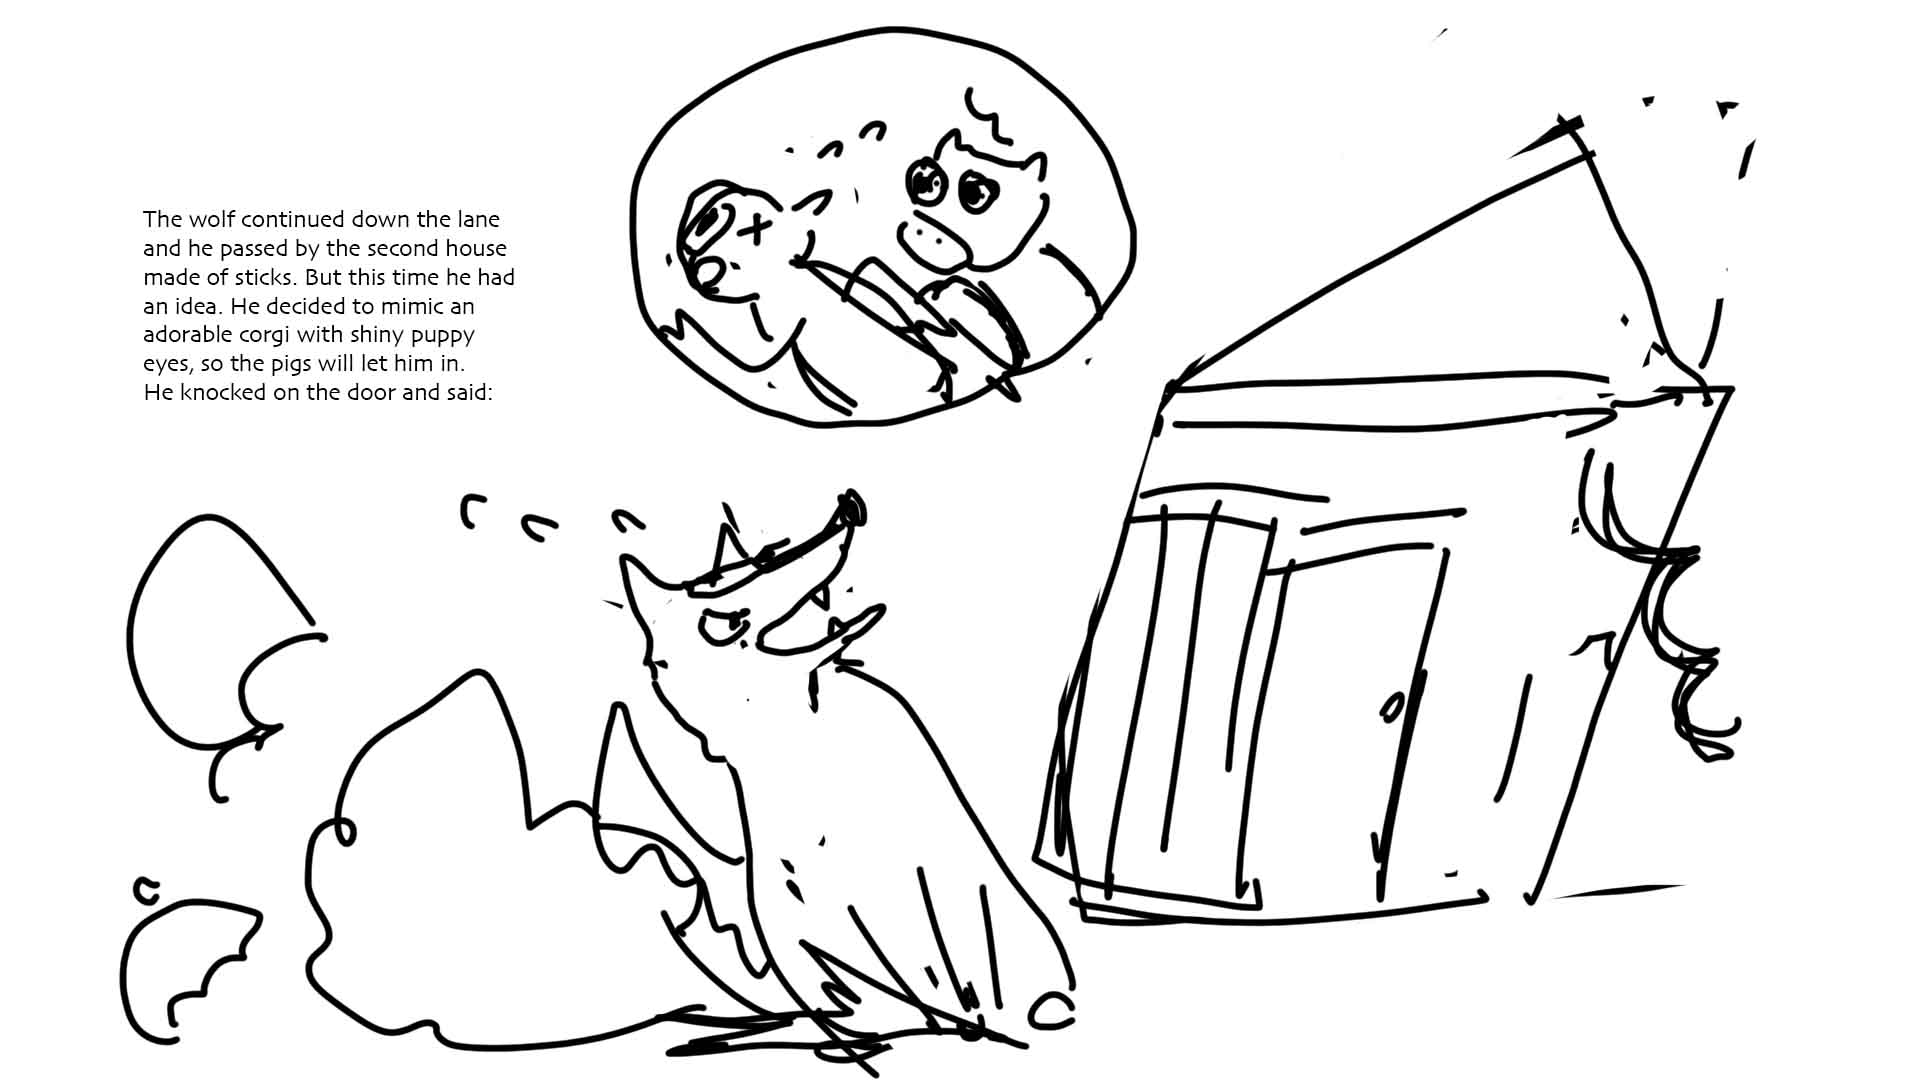 The wolf continued down the lane
and he passed by the second house
made of sticks. But this time he had
an idea. He decided to mimic an
adorable corgi with shiny puppy
eyes, so the pigs will let him in.
He knocked on the door and said: